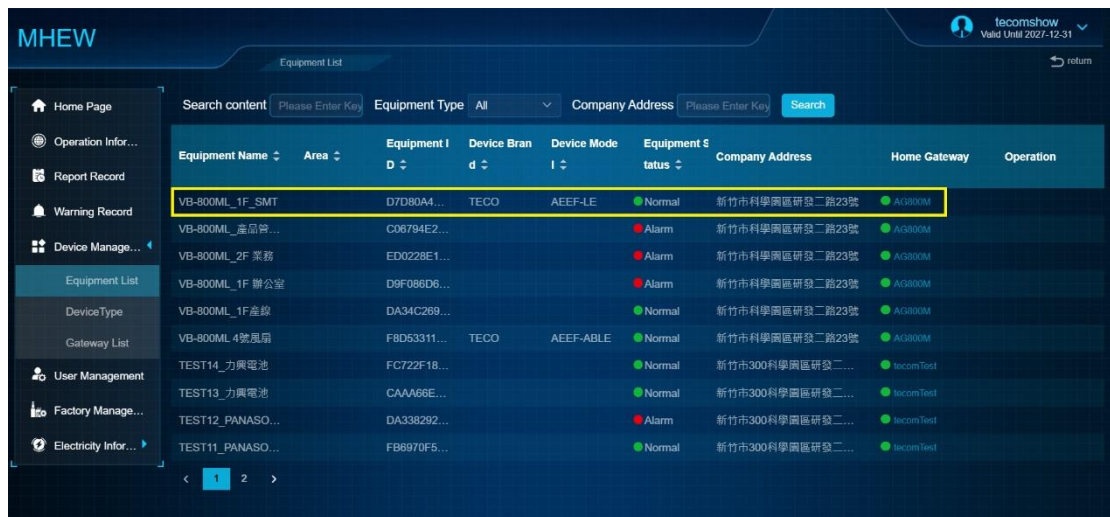 MHEW
tecomshow
Valid Until 2027-12-31
Equipment List
return
Home Page
Operation Infor...
Report Record
Warning Record
Device Manage...
Equipment List
DeviceType
Gateway List
User Management
Factory Manage...
Electricity Infor...
Search content Please Enter Key Equipment Type All Company Address Please Enter Key Search
Equipment Name Area Equipment I
D Device Bran
d Device Mode
l Equipment S
tatus Company Address Home Gateway Operation
VB-800ML_1F_SMT D7D80A4... TECO AEEF-LE Normal 新竹市科學園區研發二路23號 AG800M
VB-800ML_產品管... C06794E2... Alarm 新竹市科學園區研發二路23號 AG800M
VB-800ML_2F 業務 ED0228E1... Alarm 新竹市科學園區研發二路23號 AG800M
VB-800ML_1F 辦公室 D9F086D6... Alarm 新竹市科學園區研發二路23號 AG800M
VB-800ML_1F產線 DA34C269... Normal 新竹市科學園區研發二路23號 AG800M
VB-800ML 4號風扇 F8D53311... TECO AEEF-ABLE Normal 新竹市科學園區研發二路23號 AG800M
TEST14_力興電池 FC722F18... Normal 新竹市300科學園區研發二... tecomTest
TEST13_力興電池 CAAA66E... Normal 新竹市300科學園區研發二... tecomTest
TEST12_PANASO... DA338292... Alarm 新竹市300科學園區研發二... tecomTest
TEST11_PANASO... FB6970F5... Normal 新竹市300科學園區研發二... tecomTest
1 2